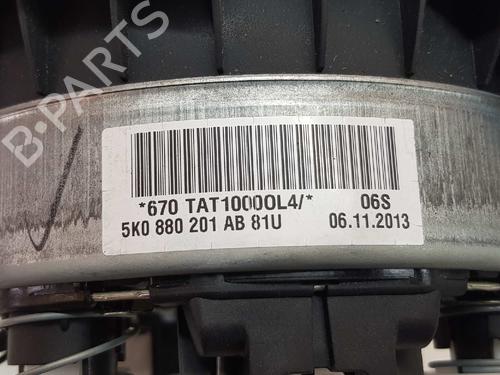 B-PARTS
*670 TAT10000L4/* 06S
5K0 880 201 AB 81U 06.11.2013